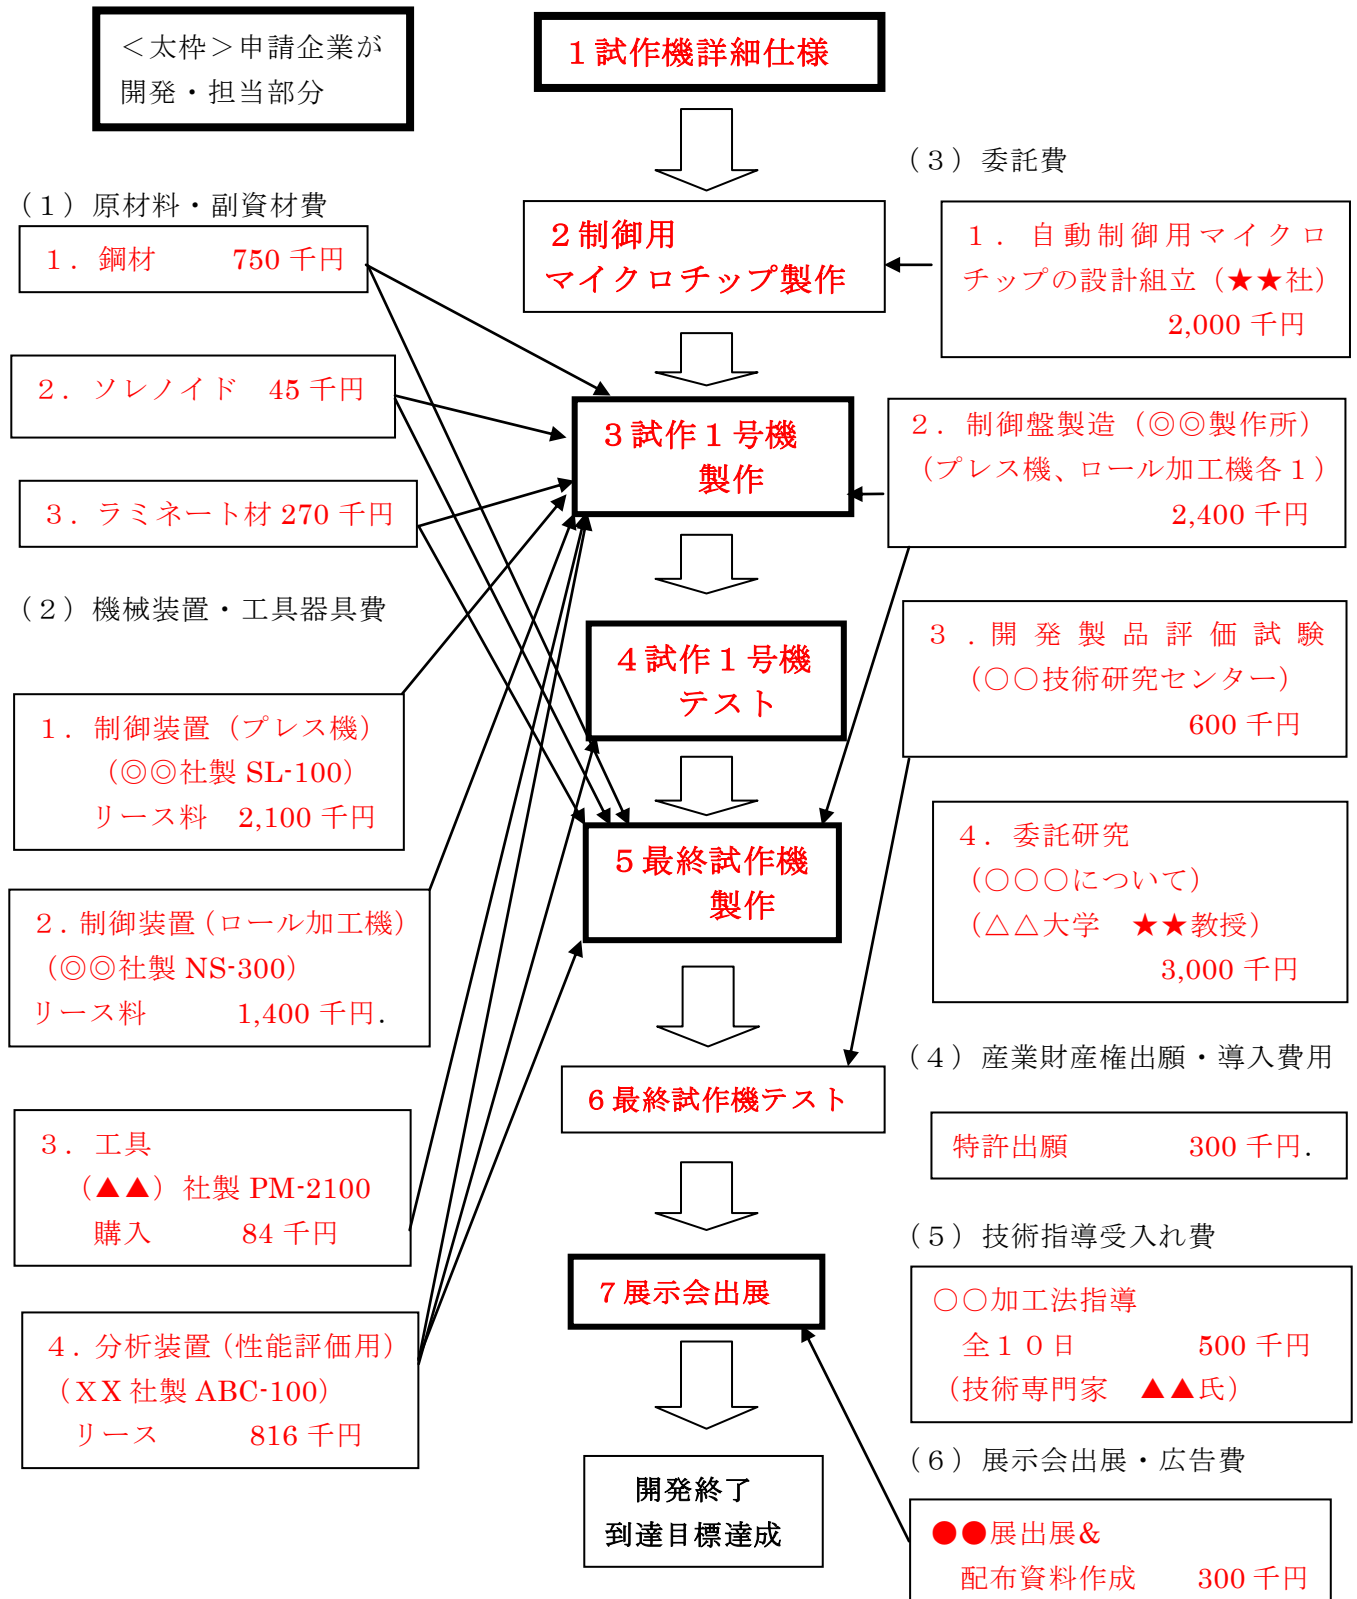 ＜太枠＞申請企業が
開発・担当部分
１試作機詳細仕様
（１）原材料・副資材費
１．鋼材 750 千円
２．ソレノイド 45 千円
３．ラミネート材 270 千円
（２）機械装置・工具器具費
１．制御装置（プレス機）
（◎◎社製 SL-100）
リース料 2,100 千円
２．制御装置（ロール加工機）
（◎◎社製 NS-300）
リース料 1,400 千円.
３．工具
（▲▲）社製 PM-2100
購入 84 千円
４．分析装置（性能評価用）
（ＸＸ社製 ABC-100）
リース 816 千円
２制御用
マイクロチップ製作
３試作１号機
製作
４試作１号機
テスト
５最終試作機
製作
６最終試作機テスト
７展示会出展
開発終了
到達目標達成
（３）委託費
１．自動制御用マイクロ
チップの設計組立（★★社）
2,000 千円
２．制御盤製造（◎◎製作所）
（プレス機、ロール加工機各１）
2,400 千円
３．開発製品評価試験
（○○技術研究センター）
600 千円
４．委託研究
（○○○について）
（△△大学 ★★教授）
3,000 千円
（４）産業財産権出願・導入費用
特許出願 300 千円.
（５）技術指導受入れ費
○○加工法指導
全１０日 500 千円
（技術専門家 ▲▲氏）
（６）展示会出展・広告費
●●展出展&
配布資料作成 300 千円